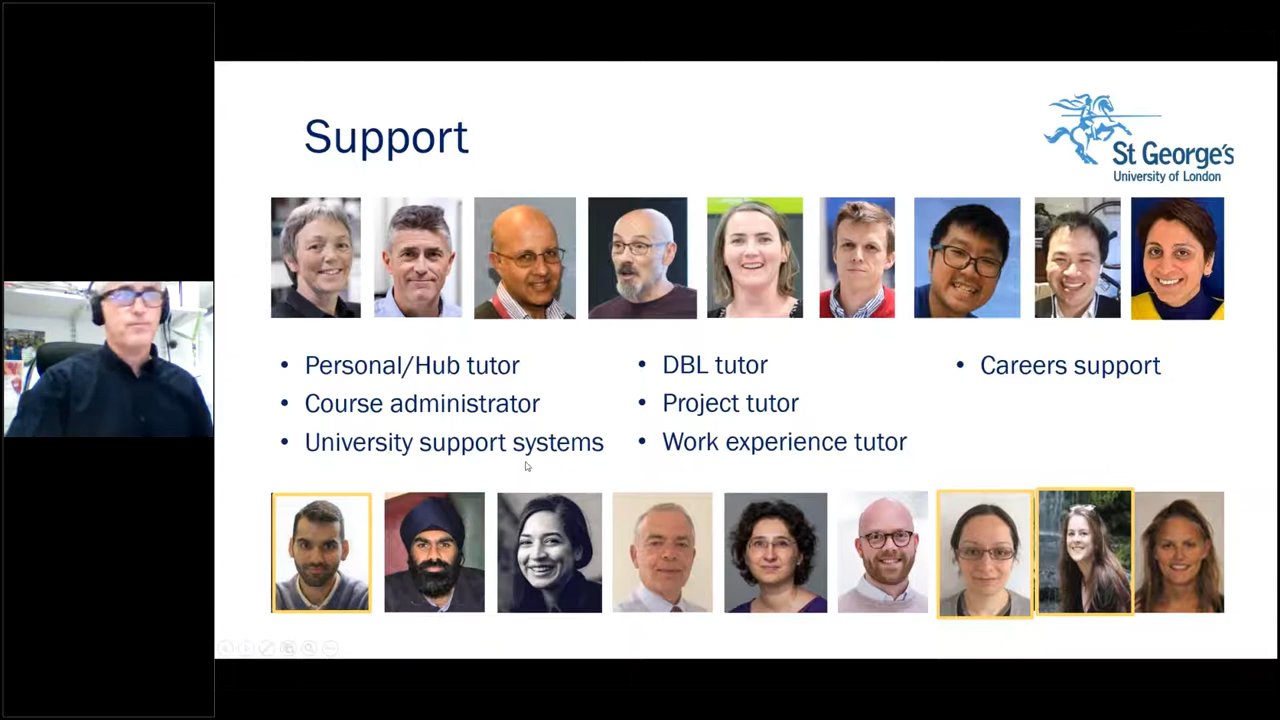 Support
St George's
University of London
• Personal/Hub tutor
• Course administrator
• University support systems
• DBL tutor
• Project tutor
• Work experience tutor
• Careers support